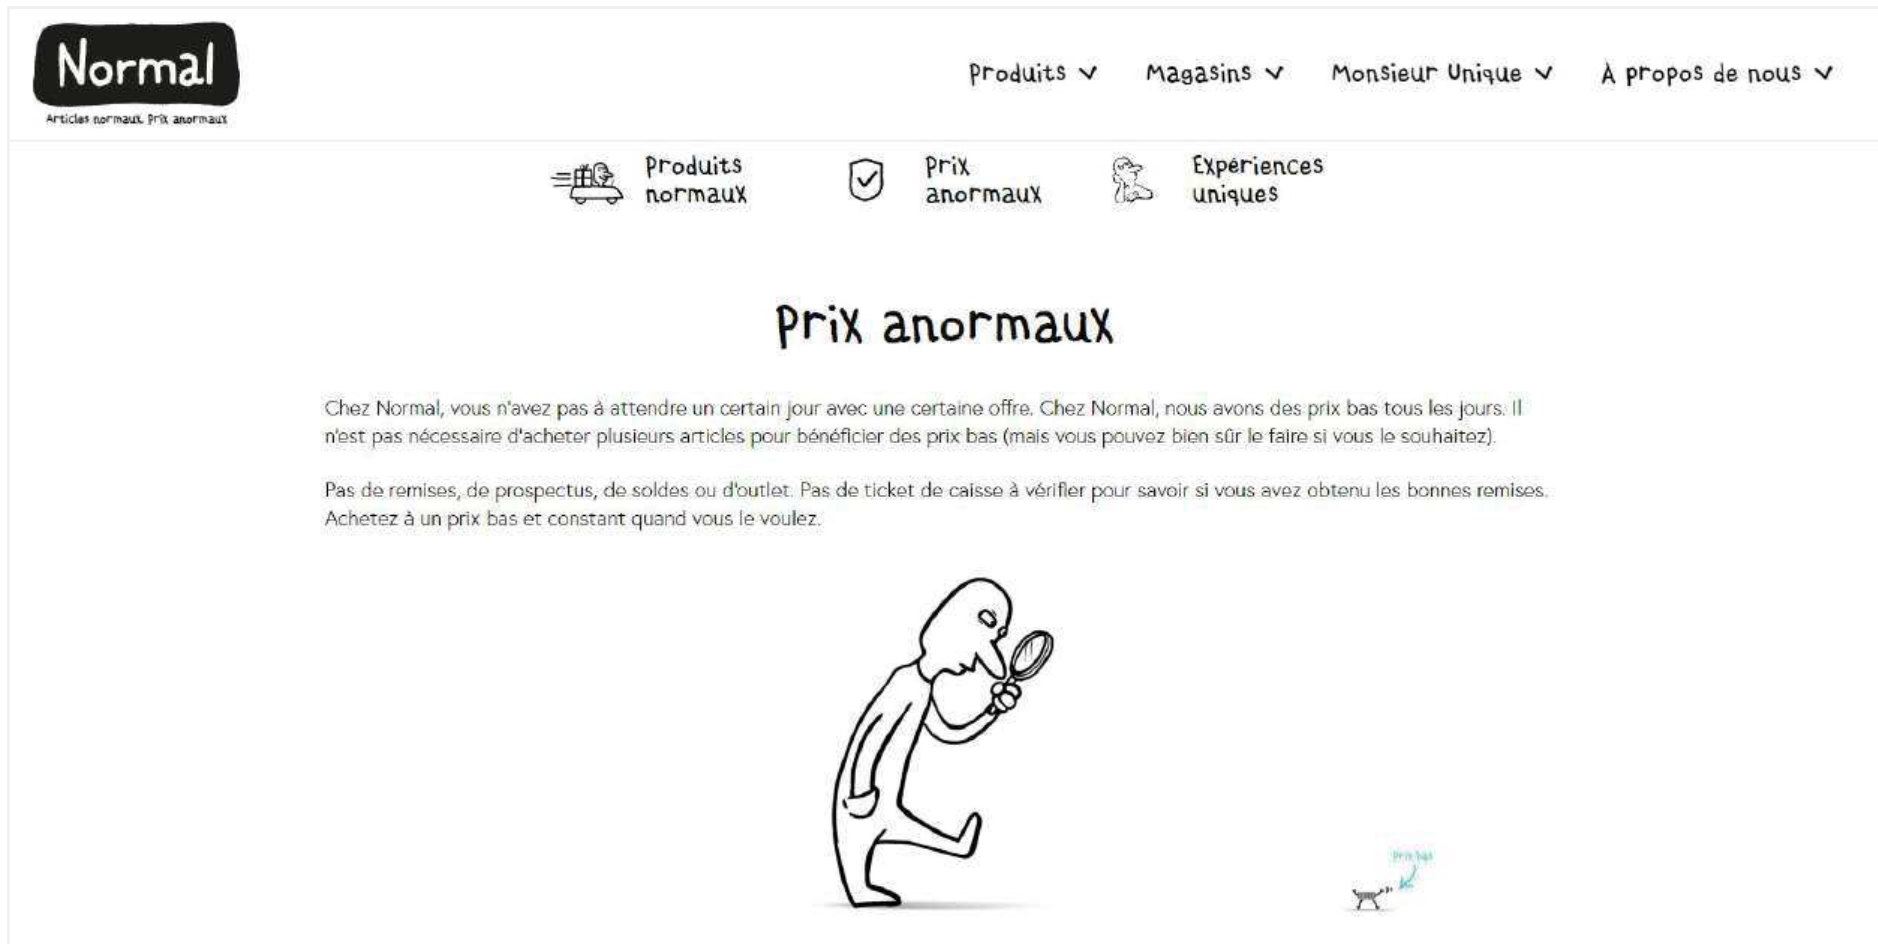 Normal
Articles normaux. Prix anormaux
Produits
Magasins
Monsieur Unique
À propos de nous
Produits
normaux
Prix
anormaux
Expériences
uniques
Prix anormaux
Chez Normal, vous n'avez pas à attendre un certain jour avec une certaine offre. Chez Normal, nous avons des prix bas tous les jours. Il
n'est pas nécessaire d'acheter plusieurs articles pour bénéficier des prix bas (mais vous pouvez bien sûr le faire si vous le souhaitez).
Pas de remises, de prospectus, de soldes ou d'outlet. Pas de ticket de caisse à vérifier pour savoir si vous avez obtenu les bonnes remises.
Achetez à un prix bas et constant quand vous le voulez.
Prix bas